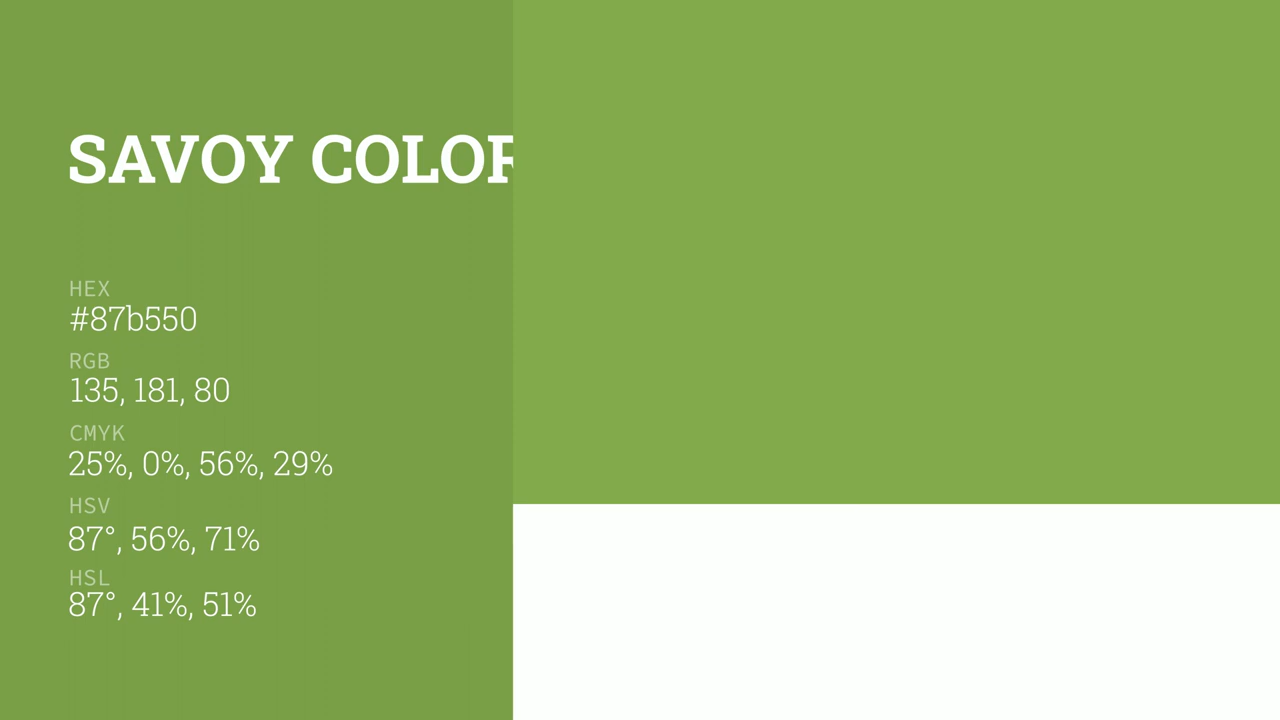 SAVOY COLOR
HEX
#87b550
RGB
135, 181, 80
CMYK
25%, 0%, 56%, 29%
HSV
87°, 56%, 71%
HSL
87°, 41%, 51%